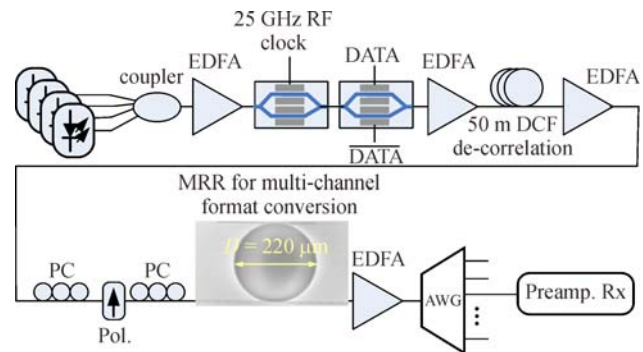 25 GHz RF
clock
EDFA
DATA
EDFA
EDFA
coupler
DATA
50 m DCF
de-correlation
MRR for multi-channel
format conversion
D = 220 μm
PC
PC
EDFA
AWG
Preamp. Rx
Pol.